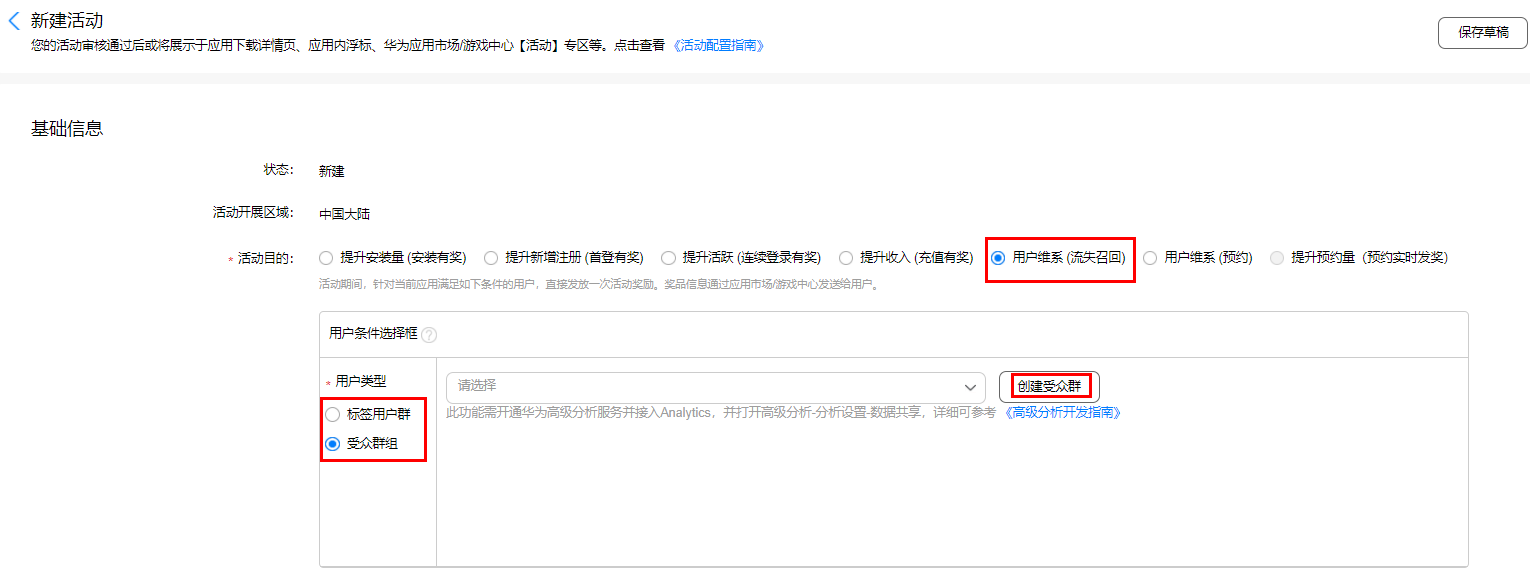 新建活动
您的活动审核通过后或将展示于应用下载详情页、应用内浮标、华为应用市场/游戏中心【活动】专区等。点击查看 《活动配置指南》
保存草稿
基础信息
状态： 新建
活动开展区域： 中国大陆
* 活动目的： 提升安装量 (安装有奖) 提升新增注册 (首登有奖) 提升活跃 (连续登录有奖) 提升收入 (充值有奖) 用户维系 (流失召回) 用户维系 (预约) 提升预约量（预约实时发奖）
活动期间，针对当前应用满足如下条件的用户，直接发放一次活动奖励。奖品信息通过应用市场/游戏中心发送给用户。
用户条件选择框 ?
* 用户类型
标签用户群
受众群组
请选择
创建受众群
此功能需开通华为高级分析服务并接入Analytics，并打开高级分析-分析设置-数据共享，详细可参考 《高级分析开发指南》